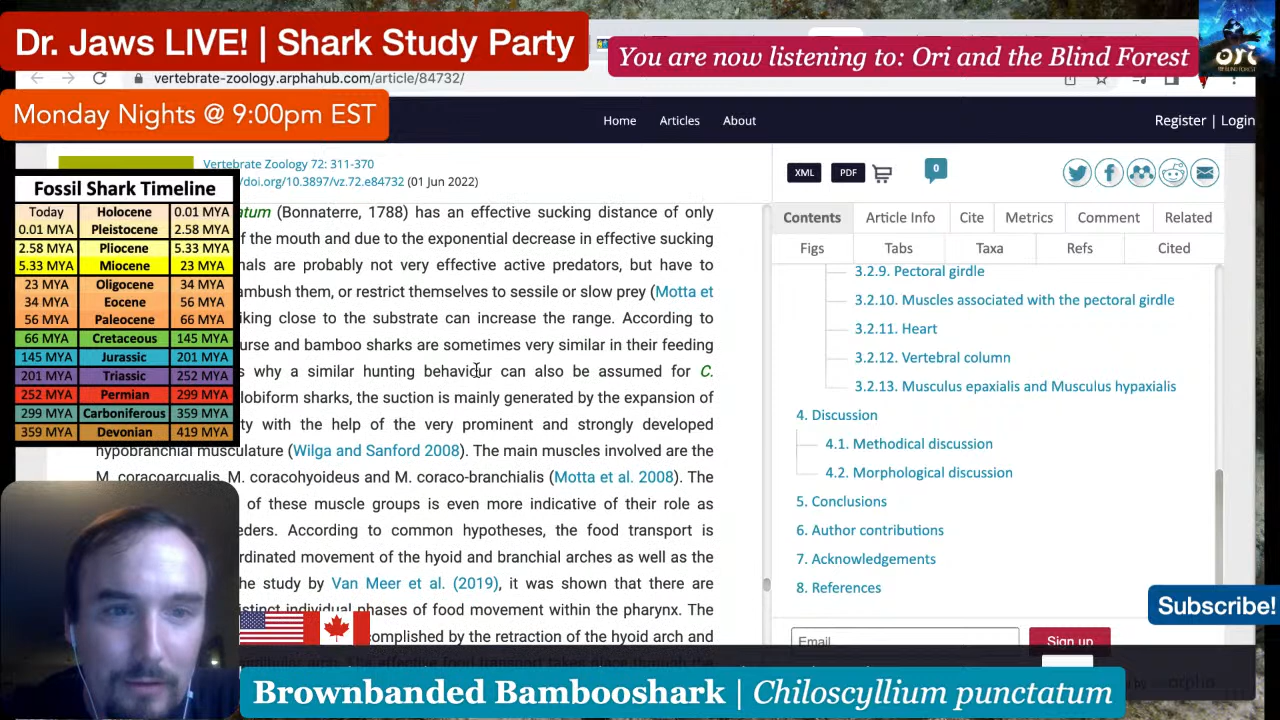 Dr. Jaws LIVE! | Shark Study Party
You are now listening to: Ori and the Blind Forest
ori
vertebrate-zoology.arphahub.com/article/84732/
Monday Nights @ 9:00pm EST
Home Articles About
Register | Login
Vertebrate Zoology 72: 311-370
/doi.org/10.3897/vz.72.e84732 (01 Jun 2022)
XML PDF 0
Fossil Shark Timeline
Today Holocene 0.01 MYA
0.01 MYA Pleistocene 2.58 MYA
2.58 MYA Pliocene 5.33 MYA
5.33 MYA Miocene 23 MYA
23 MYA Oligocene 34 MYA
34 MYA Eocene 56 MYA
56 MYA Paleocene 66 MYA
66 MYA Cretaceous 145 MYA
145 MYA Jurassic 201 MYA
201 MYA Triassic 252 MYA
252 MYA Permian 299 MYA
299 MYA Carboniferous 359 MYA
359 MYA Devonian 419 MYA
atum (Bonnaterre, 1788) has an effective sucking distance of only
f the mouth and due to the exponential decrease in effective sucking
nals are probably not very effective active predators, but have to
mbush them, or restrict themselves to sessile or slow prey (Motta et
iking close to the substrate can increase the range. According to
urse and bamboo sharks are sometimes very similar in their feeding
s why a similar hunting behaviour can also be assumed for C.
lobiform sharks, the suction is mainly generated by the expansion of
ty with the help of the very prominent and strongly developed
hypobranchial musculature (Wilga and Sanford 2008). The main muscles involved are the
M. coracoarcualis, M. coracohyoideus and M. coraco-branchialis (Motta et al. 2008). The
of these muscle groups is even more indicative of their role as
eders. According to common hypotheses, the food transport is
rdinated movement of the hyoid and branchial arches as well as the
he study by Van Meer et al. (2019), it was shown that there are
istinct individual phases of food movement within the pharynx. The
complished by the retraction of the hyoid arch and
Contents Article Info Cite Metrics Comment Related
Figs Tabs Taxa Refs Cited
3.2.9. Pectoral girdle
3.2.10. Muscles associated with the pectoral girdle
3.2.11. Heart
3.2.12. Vertebral column
3.2.13. Musculus epaxialis and Musculus hypaxialis
4. Discussion
4.1. Methodical discussion
4.2. Morphological discussion
5. Conclusions
6. Author contributions
7. Acknowledgements
8. References
Subscribe!
Email Sign up
Brownbanded Bambooshark | Chiloscyllium punctatum